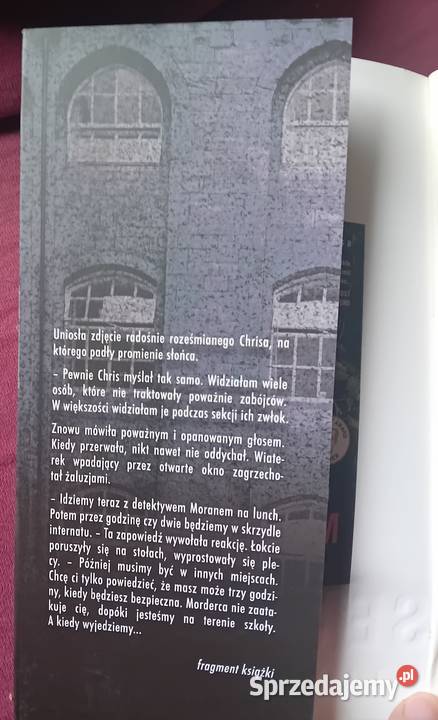 Uniosła zdjęcie radośnie roześmianego Chrisa, na
którego padły promienie słońca.
– Pewnie Chris myślał tak samo. Widziałam wiele
osób, które nie traktowały poważnie zabójców.
W większości widziałam je podczas sekcji ich zwłok.
Znowu mówiła poważnym i opanowanym głosem.
Kiedy przerwała, nikt nawet nie oddychał. Wiate-
rek wpadający przez otwarte okno zagrzecho-
tał żaluzjami.
– Idziemy teraz z detektywem Moranem na lunch.
Potem przez godzinę czy dwie będziemy w skrzydle
internatu. – Ta zapowiedź wywołała reakcję. Łokcie
poruszyły się na stołach, wyprostowały się ple-
cy. – Później musimy być w innych miejscach.
Chcę ci tylko powiedzieć, że masz może trzy godzi-
ny, kiedy będziesz bezpieczna. Morderca nie zaata-
kuje cię, dopóki jesteśmy na terenie szkoły.
A kiedy wyjedziemy...
fragment książki
Sprzedajemy.pl